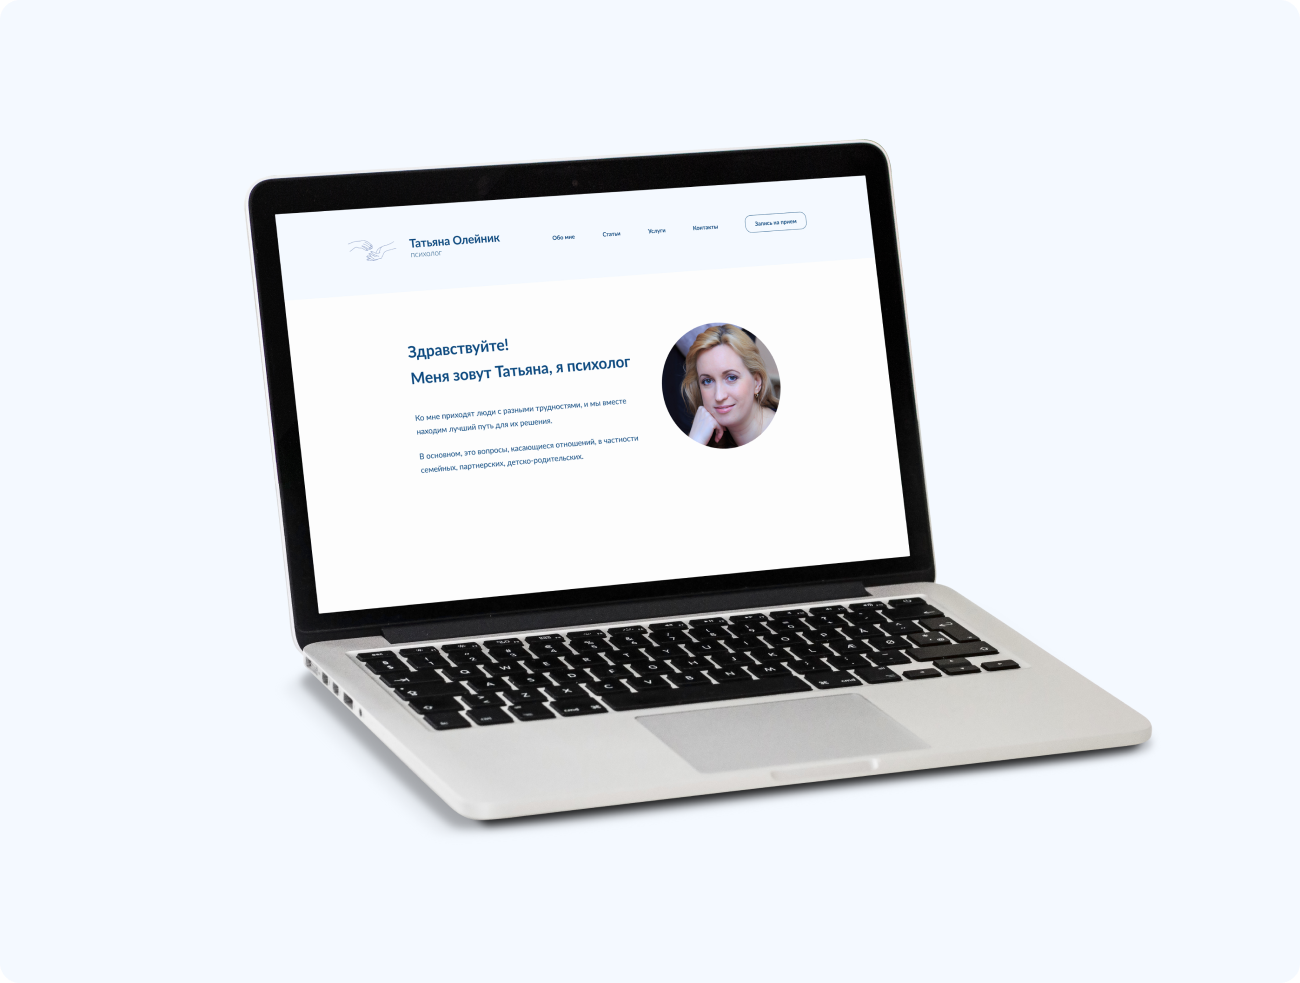 Татьяна Олейник
психолог
Обо мне
Статьи
Услуги
Контакты
Запись на прием
Здравствуйте!
Меня зовут Татьяна, я психолог
Ко мне приходят люди с разными трудностями, и мы вместе
находим лучший путь для их решения.
В основном, это вопросы, касающиеся отношений, в частности
семейных, партнерских, детско-родительских.